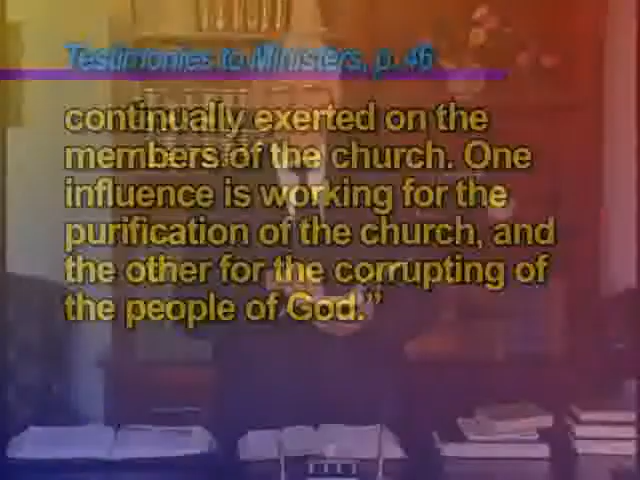 Testimonies to Ministers, p. 46
continually exerted on the
members of the church. One
influence is working for the
purification of the church, and
the other for the corrupting of
the people of God.”